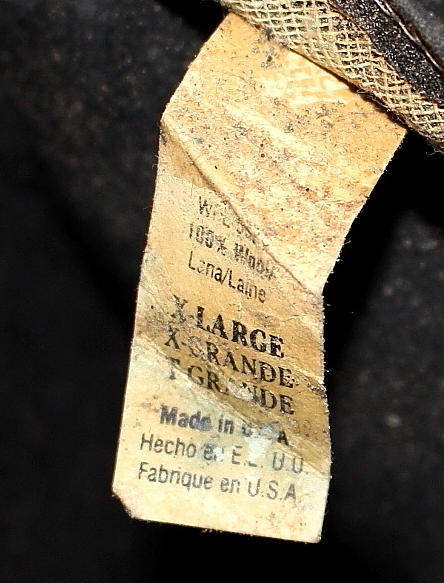 100% Wool
Lana/Laine
X-LARGE
X-GRANDE
T GRANDE
Made in U.S.A
Hecho en E.E. U.U.
Fabrique en U.S.A.